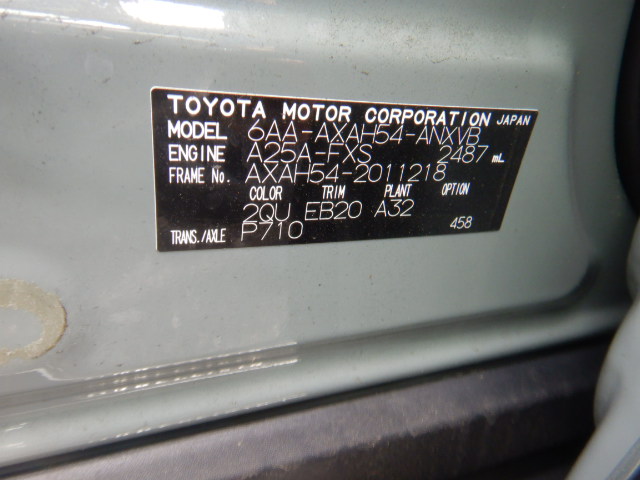 TOYOTA MOTOR CORPORATION JAPAN
MODEL 6AA-AXAH54-ANXVB
ENGINE A25A-FXS 2487 mL
FRAME No. AXAH54-2011218
COLOR TRIM PLANT OPTION
2QU EB20 A32
TRANS./AXLE P710 458